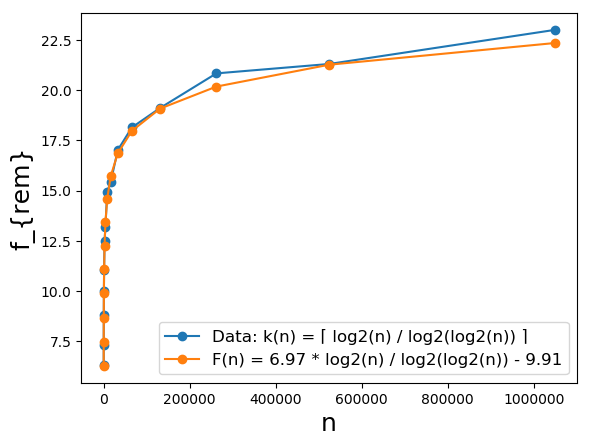 22.5
20.0
17.5
15.0
12.5
10.0
7.5
f_{rem}
Data: k(n) = ⌈ log2(n) / log2(log2(n)) ⌉
F(n) = 6.97 * log2(n) / log2(log2(n)) - 9.91
0 200000 400000 600000 800000 1000000
n